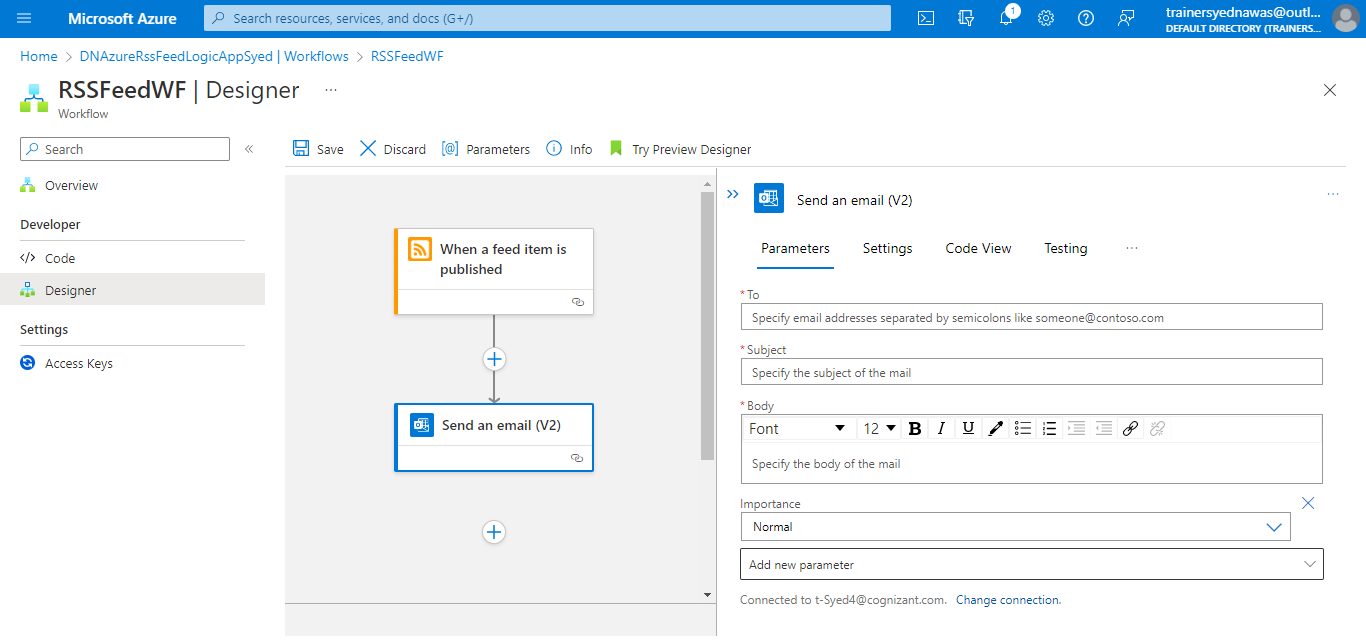 Microsoft Azure
Search resources, services, and docs (G+/)
1
trainersyednawas@outl...
DEFAULT DIRECTORY (TRAINERS...
Home > DNAzureRssFeedLogicAppSyed | Workflows > RSSFeedWF
RSSFeedWF | Designer ...
Workflow
Search
«
Overview
Developer
</> Code
Designer
Settings
Access Keys
Save
Discard
[@] Parameters
Info
Try Preview Designer
When a feed item is
published
Send an email (V2)
Send an email (V2)
...
Parameters
Settings
Code View
Testing
...
* To
Specify email addresses separated by semicolons like someone@contoso.com
* Subject
Specify the subject of the mail
* Body
Font 12 B I U
Specify the body of the mail
Importance
Normal
Add new parameter
Connected to t-Syed4@cognizant.com. Change connection.